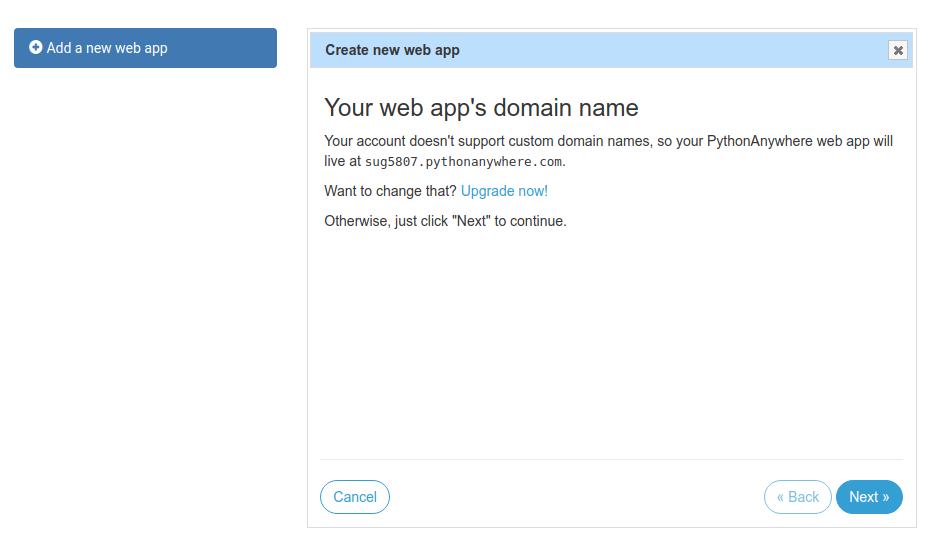 Add a new web app
Create new web app
Your web app's domain name
Your account doesn't support custom domain names, so your PythonAnywhere web app will
live at sug5807.pythonanywhere.com.
Want to change that? Upgrade now!
Otherwise, just click "Next" to continue.
Cancel
« Back
Next »